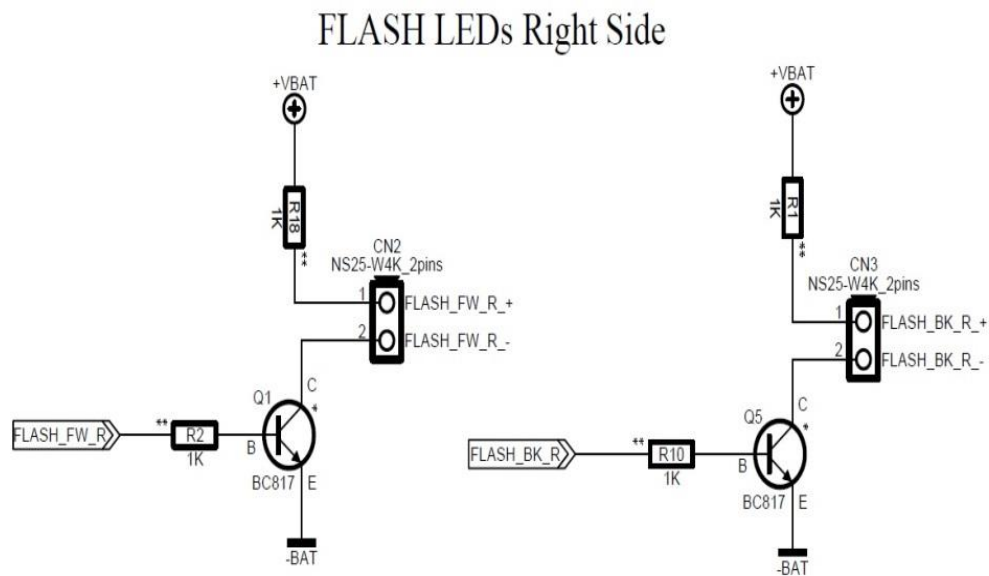 FLASH LEDs Right Side
+VBAT
R18
1K
**
CN2
NS25-W4K_2pins
1
FLASH_FW_R_+
2
FLASH_FW_R_-
Q1
C
*
FLASH_FW_R
**
R2
1K
B
BC817
E
-BAT
+VBAT
R1
1K
**
CN3
NS25-W4K_2pins
1
FLASH_BK_R_+
2
FLASH_BK_R_-
Q5
C
*
FLASH_BK_R
**
R10
1K
B
BC817
E
-BAT